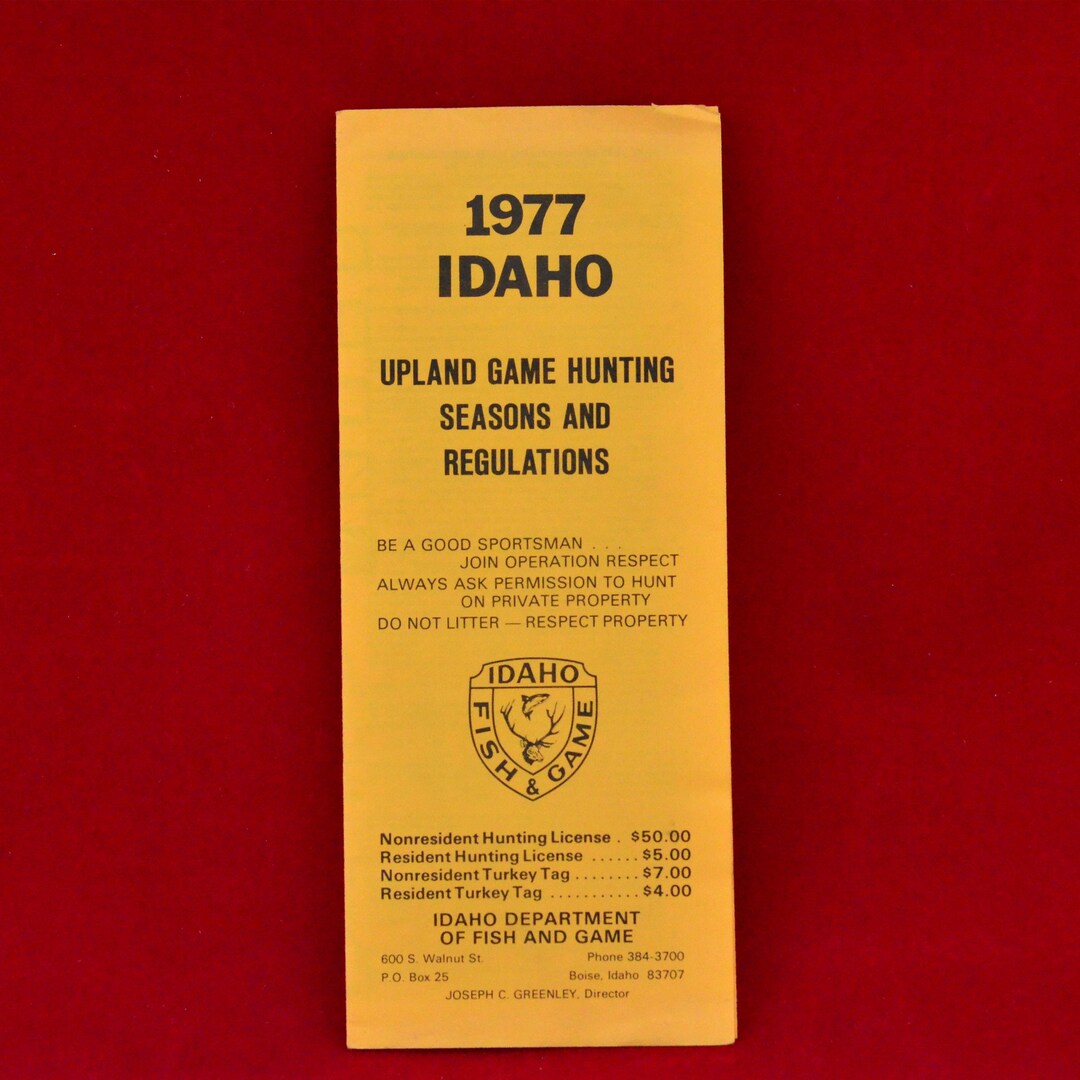 1977
IDAHO
UPLAND GAME HUNTING
SEASONS AND
REGULATIONS
BE A GOOD SPORTSMAN . . .
JOIN OPERATION RESPECT
ALWAYS ASK PERMISSION TO HUNT
ON PRIVATE PROPERTY
DO NOT LITTER — RESPECT PROPERTY
IDAHO
FISH & GAME
Nonresident Hunting License . $50.00
Resident Hunting License ...... $5.00
Nonresident Turkey Tag ........ $7.00
Resident Turkey Tag ........... $4.00
IDAHO DEPARTMENT
OF FISH AND GAME
600 S. Walnut St. Phone 384-3700
P.O. Box 25 Boise, Idaho 83707
JOSEPH C. GREENLEY, Director